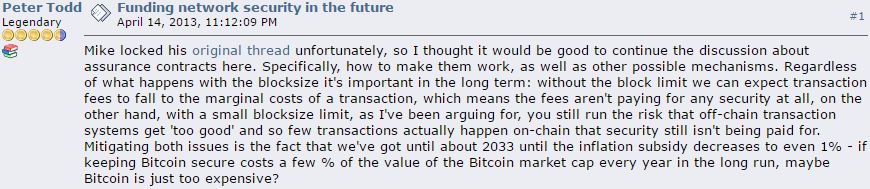 Peter Todd
Legendary
Funding network security in the future
April 14, 2013, 11:12:09 PM
#1
Mike locked his original thread unfortunately, so I thought it would be good to continue the discussion about
assurance contracts here. Specifically, how to make them work, as well as other possible mechanisms. Regardless
of what happens with the blocksize it's important in the long term: without the block limit we can expect transaction
fees to fall to the marginal costs of a transaction, which means the fees aren't paying for any security at all, on the
other hand, with a small blocksize limit, as I've been arguing for, you still run the risk that off-chain transaction
systems get 'too good' and so few transactions actually happen on-chain that security still isn't being paid for.
Mitigating both issues is the fact that we've got until about 2033 until the inflation subsidy decreases to even 1% - if
keeping Bitcoin secure costs a few % of the value of the Bitcoin market cap every year in the long run, maybe
Bitcoin is just too expensive?